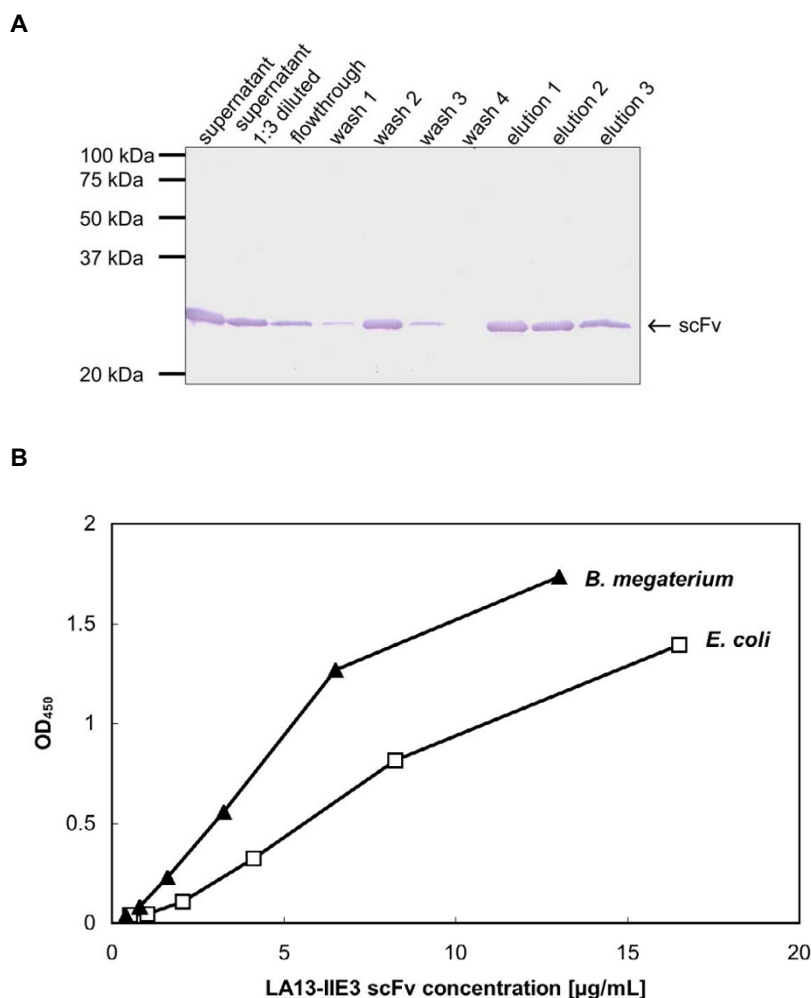 A
supernatant
supernatant
1:3 diluted
flowthrough
wash 1
wash 2
wash 3
wash 4
elution 1
elution 2
elution 3
100 kDa
75 kDa
50 kDa
37 kDa
← scFv
20 kDa
B
2
B. megaterium
1.5
E. coli
1
OD450
0.5
0
0 5 10 15 20
LA13-IIE3 scFv concentration [µg/mL]